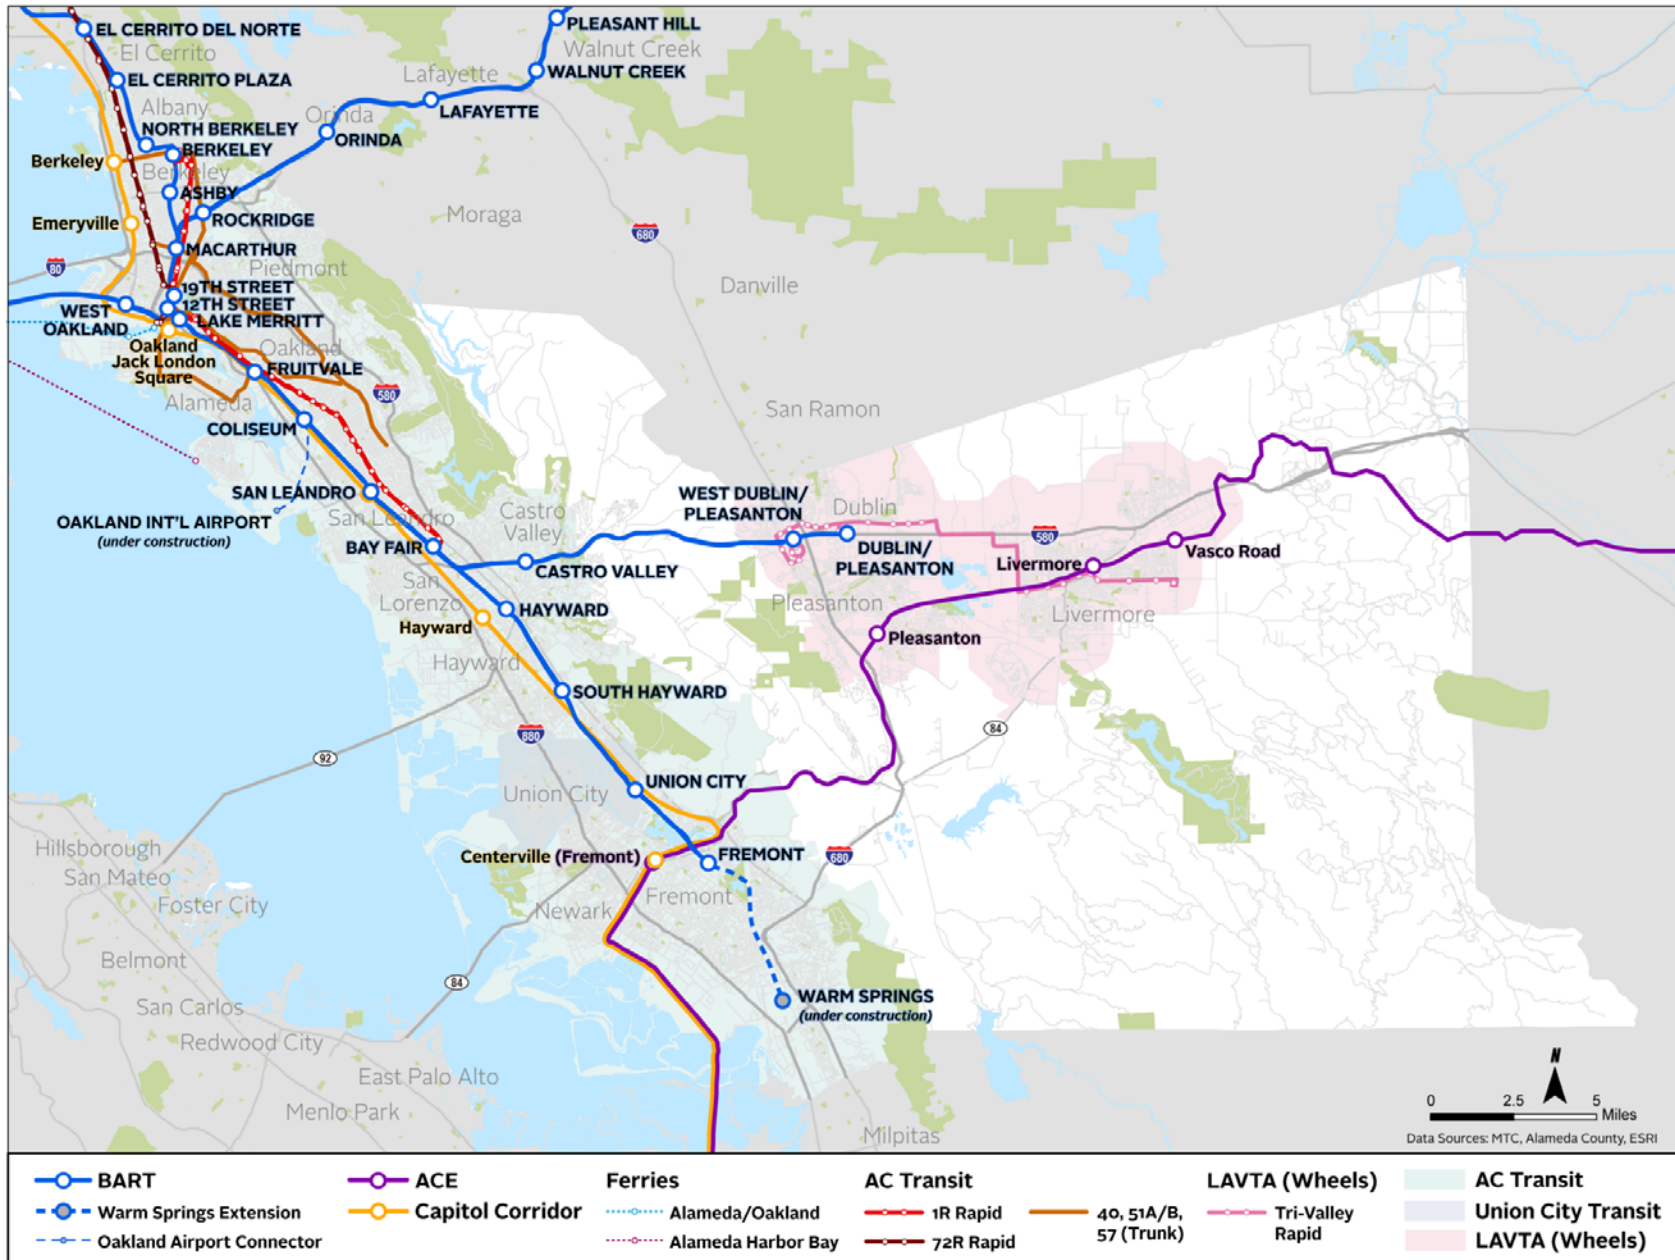 EL CERRITO DEL NORTE
El Cerrito
EL CERRITO PLAZA
Albany
NORTH BERKELEY
BERKELEY
Berkeley
Berkeley
ASHBY
Emeryville
ROCKRIDGE
MACARTHUR
80
Piedmont
19TH STREET
12TH STREET
LAKE MERRITT
WEST
OAKLAND
Oakland
Jack London
Square
Oakland
FRUITVALE
Alameda
580
COLISEUM
PLEASANT HILL
Walnut Creek
WALNUT CREEK
Lafayette
LAFAYETTE
Orinda
ORINDA
Moraga
680
Danville
San Ramon
SAN LEANDRO
San Leandro
OAKLAND INT'L AIRPORT
(under construction)
BAY FAIR
Castro
Valley
CASTRO VALLEY
WEST DUBLIN/
PLEASANTON
Dublin
DUBLIN/
PLEASANTON
580
Livermore
Vasco Road
Livermore
Pleasanton
Pleasanton
San
Lorenzo
HAYWARD
Hayward
Hayward
SOUTH HAYWARD
880
92
84
UNION CITY
Union City
Hillsborough
San Mateo
Foster City
Centerville (Fremont)
FREMONT
680
Fremont
Newark
Belmont
84
San Carlos
WARM SPRINGS
(under construction)
Redwood City
East Palo Alto
Menlo Park
Milpitas
N
0 2.5 5
Miles
Data Sources: MTC, Alameda County, ESRI
BART
Warm Springs Extension
Oakland Airport Connector
ACE
Capitol Corridor
Ferries
Alameda/Oakland
Alameda Harbor Bay
AC Transit
1R Rapid
72R Rapid
40, 51A/B,
57 (Trunk)
LAVTA (Wheels)
Tri-Valley
Rapid
AC Transit
Union City Transit
LAVTA (Wheels)